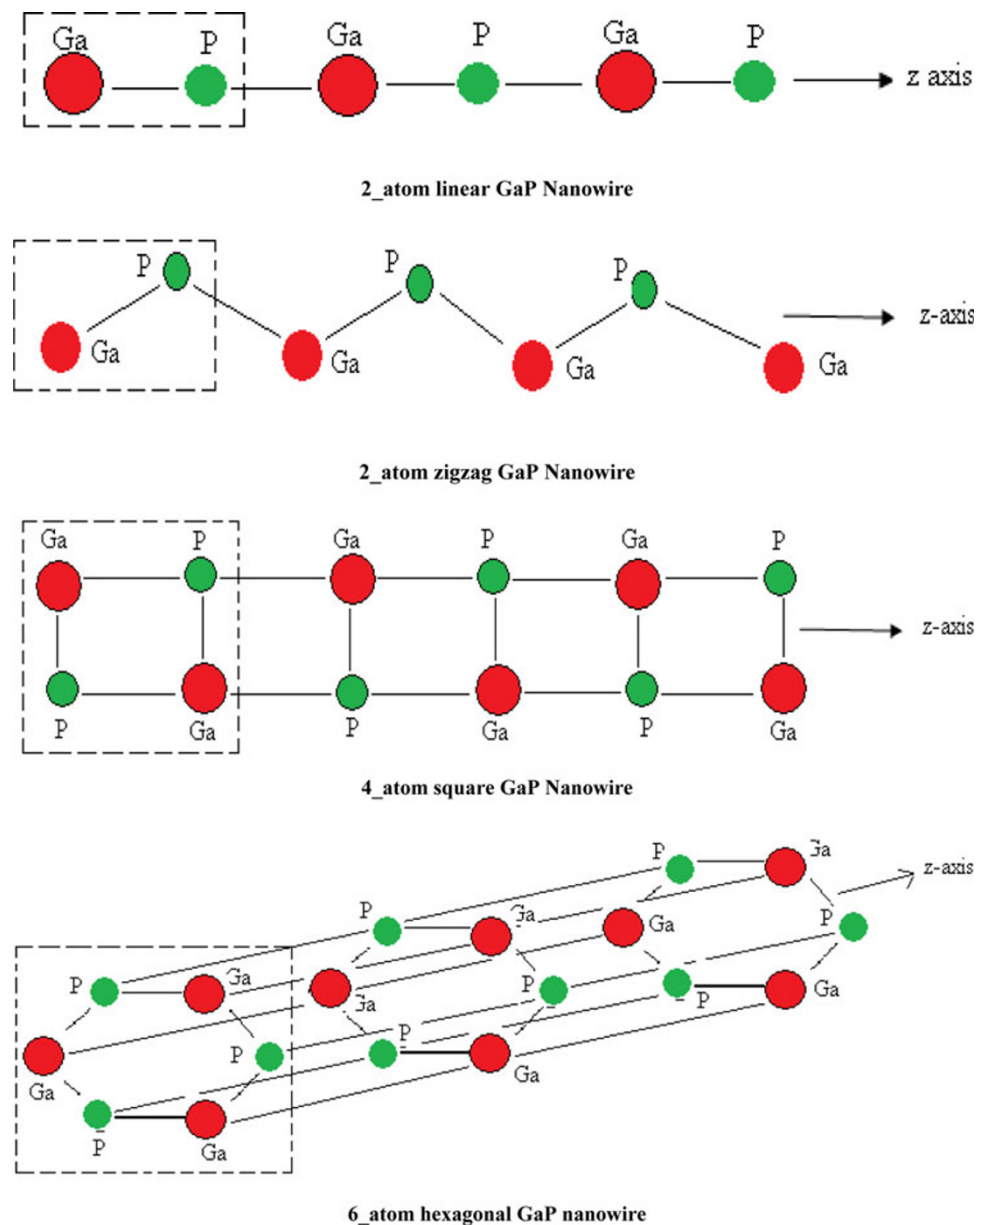 Ga P Ga P Ga P
z axis
2_atom linear GaP Nanowire
P P P
Ga Ga Ga Ga
z-axis
2_atom zigzag GaP Nanowire
Ga P Ga P Ga P
z-axis
P Ga P Ga P Ga
4_atom square GaP Nanowire
P Ga
z-axis
P Ga Ga P
P Ga Ga P P Ga
Ga P P Ga
P Ga
6_atom hexagonal GaP nanowire